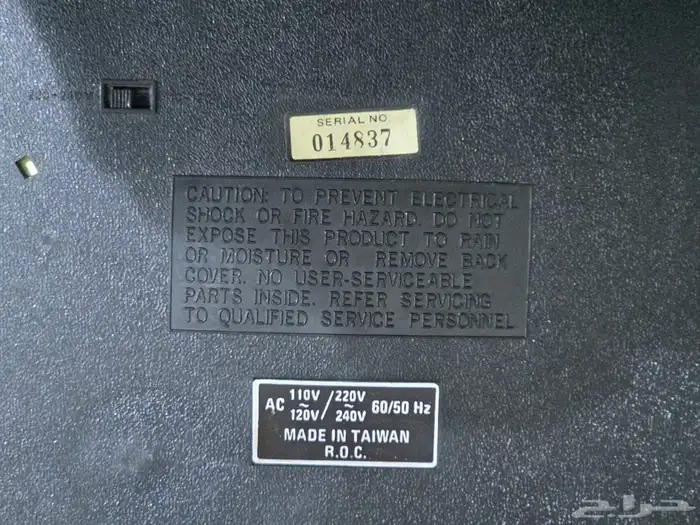 200-240V
SERIAL NO.
014837
CAUTION: TO PREVENT ELECTRICAL
SHOCK OR FIRE HAZARD. DO NOT
EXPOSE THIS PRODUCT TO RAIN
OR MOISTURE OR REMOVE BACK
COVER. NO USER-SERVICEABLE
PARTS INSIDE. REFER SERVICING
TO QUALIFIED SERVICE PERSONNEL
AC 110V~120V / 220V~240V 60/50 Hz
MADE IN TAIWAN
R.O.C.
حراج